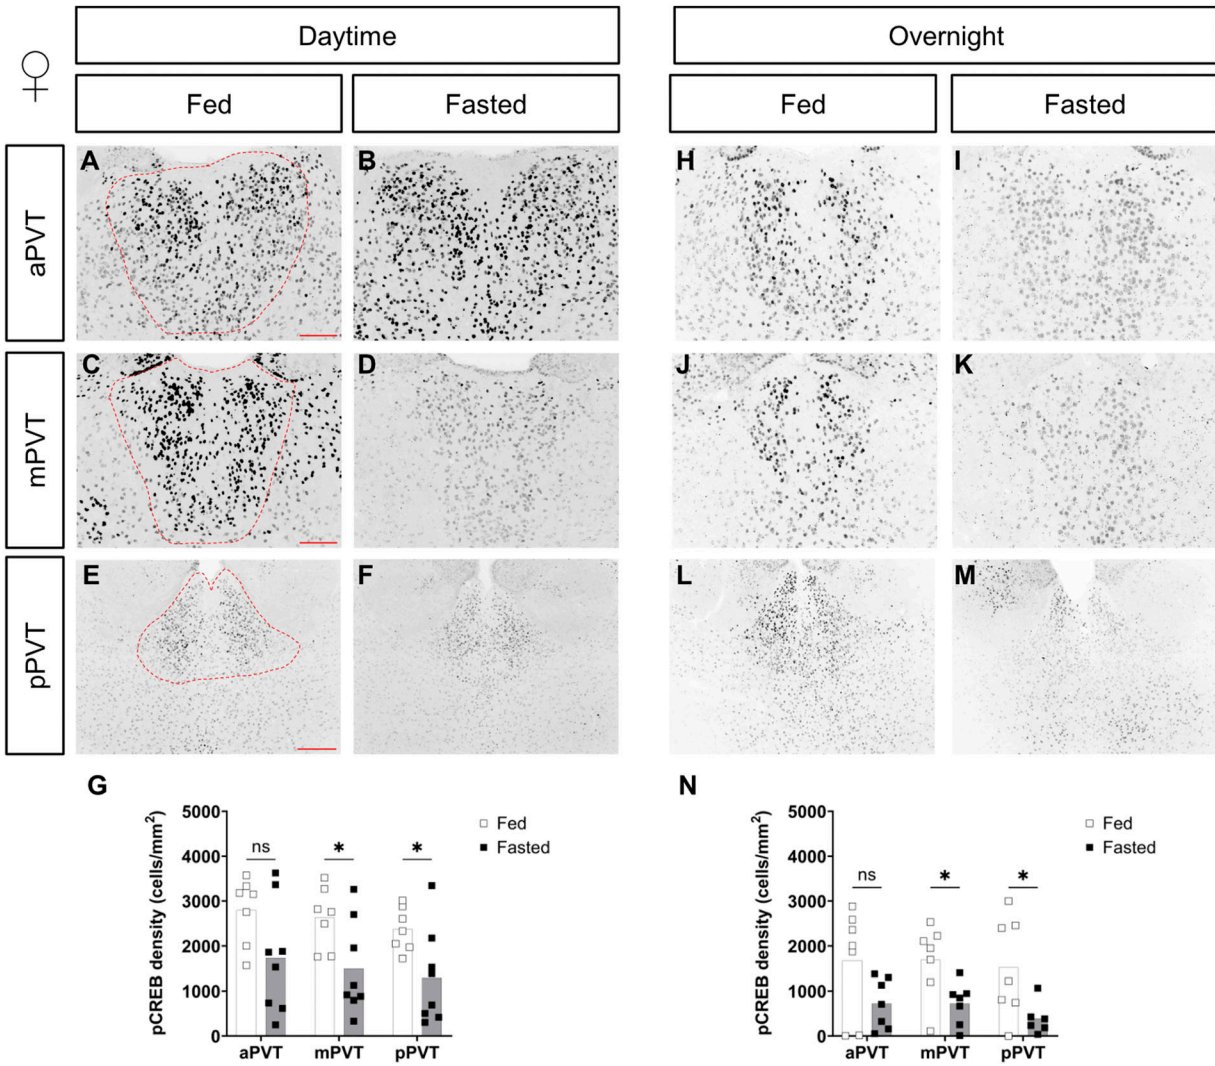 ♀
Daytime
Overnight
Fed
Fasted
Fed
Fasted
aPVT
A
B
H
I
mPVT
C
D
J
K
pPVT
E
F
L
M
G
pCREB density (cells/mm²)
5000
4000
3000
2000
1000
0
ns
*
*
Fed
Fasted
aPVT
mPVT
pPVT
N
pCREB density (cells/mm²)
5000
4000
3000
2000
1000
0
ns
*
*
Fed
Fasted
aPVT
mPVT
pPVT